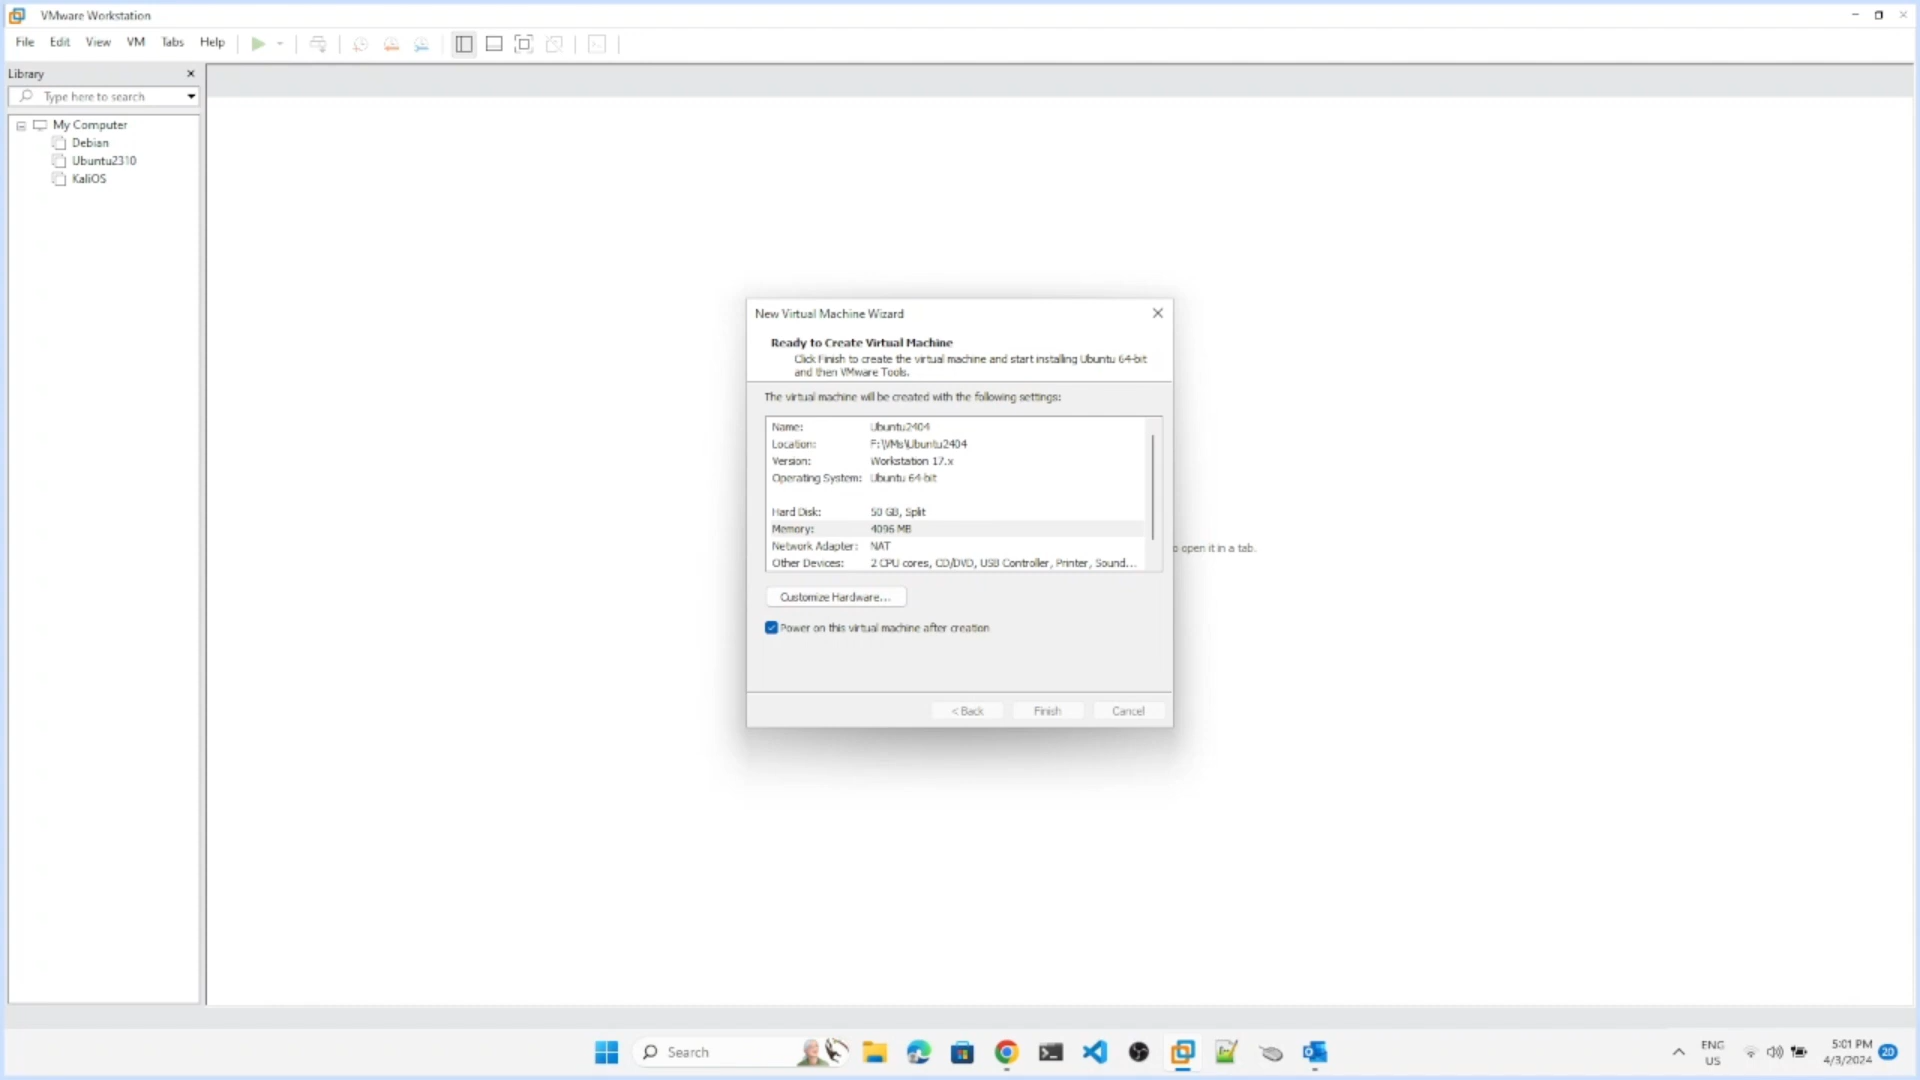 VMware Workstation
File Edit View VM Tabs Help
Library
Type here to search
My Computer
Debian
Ubuntu2310
KaliOS
New Virtual Machine Wizard
Ready to Create Virtual Machine
Click Finish to create the virtual machine and start installing Ubuntu 64-bit
and then VMware Tools.
The virtual machine will be created with the following settings:
Name: Ubuntu2404
Location: F:\VMs\Ubuntu2404
Version: Workstation 17.x
Operating System: Ubuntu 64-bit
Hard Disk: 50 GB, Split
Memory: 4096 MB
Network Adapter: NAT
Other Devices: 2 CPU cores, CD/DVD, USB Controller, Printer, Sound...
open it in a tab.
Customize Hardware...
Power on this virtual machine after creation
< Back Finish Cancel
Search
ENG
US
5:01 PM
4/3/2024
20